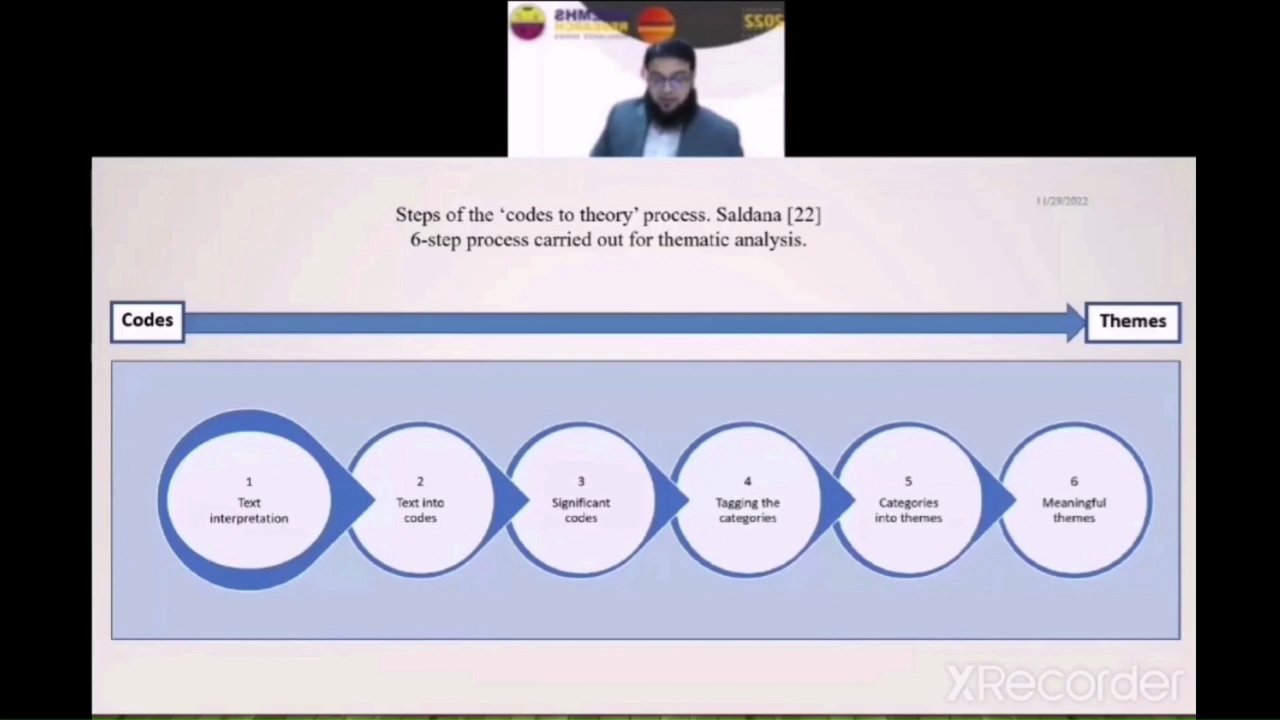 2022
RESEARCH
11/29/2022
Steps of the ‘codes to theory’ process. Saldana [22]
6-step process carried out for thematic analysis.
Codes
Themes
1
Text
interpretation
2
Text into
codes
3
Significant
codes
4
Tagging the
categories
5
Categories
into themes
6
Meaningful
themes
XRecorder